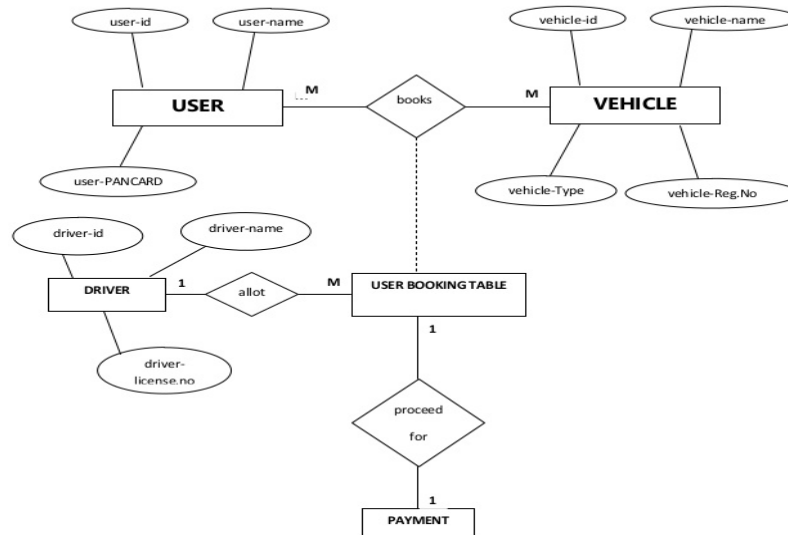 user-id
user-name
vehicle-id
vehicle-name
USER
M
books
M
VEHICLE
user-PANCARD
vehicle-Type
vehicle-Reg.No
driver-id
driver-name
DRIVER
1
allot
M
USER BOOKING TABLE
1
driver-
license.no
proceed
for
1
PAYMENT